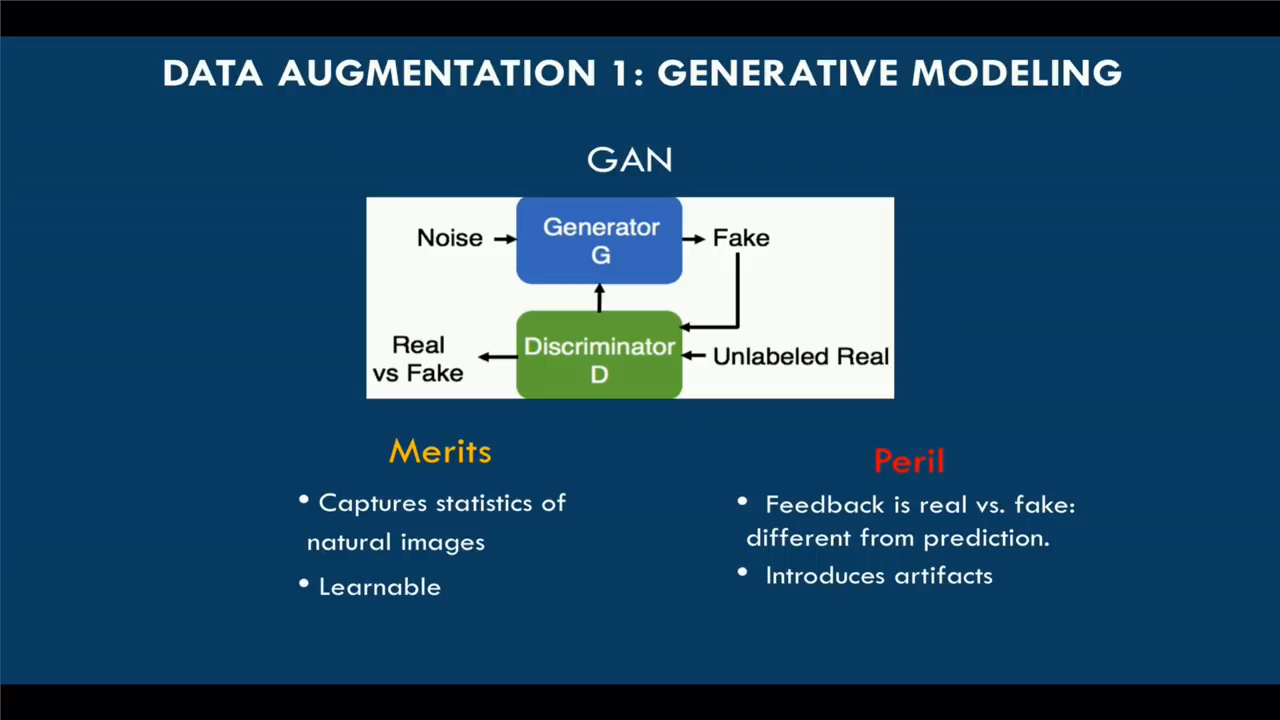 DATA AUGMENTATION 1: GENERATIVE MODELING
GAN
Noise
Generator
G
Fake
Real
vs Fake
Discriminator
D
Unlabeled Real
Merits
• Captures statistics of
natural images
• Learnable
Peril
• Feedback is real vs. fake:
different from prediction.
• Introduces artifacts